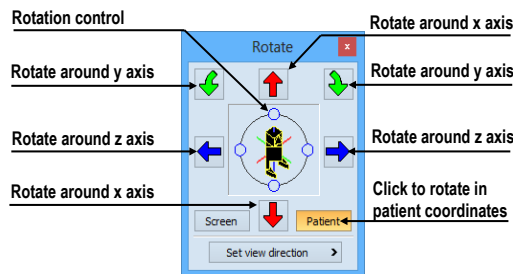 Rotation control
Rotate around x axis
Rotate
x
Rotate around y axis
Rotate around y axis
Rotate around z axis
Rotate around z axis
Rotate around x axis
Click to rotate in
patient coordinates
Screen
Patient
Set view direction >